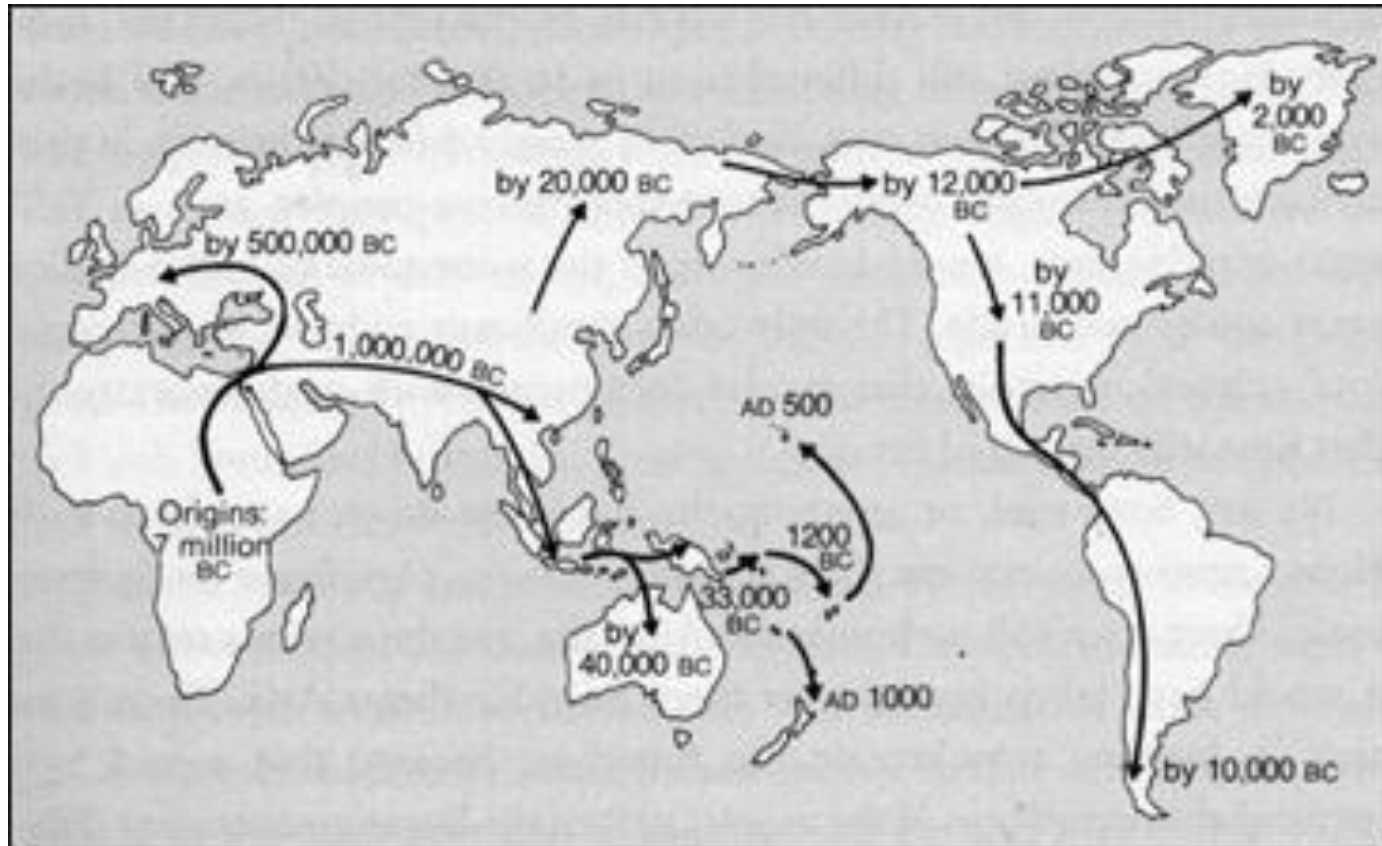 by
2,000
BC
by 20,000 BC
by 12,000
BC
by 500,000 BC
by
11,000
BC
1,000,000 BC
AD 500
Origins:
7 million
BC
1200
BC
33,000
BC
by
40,000 BC
AD 1000
by 10,000 BC